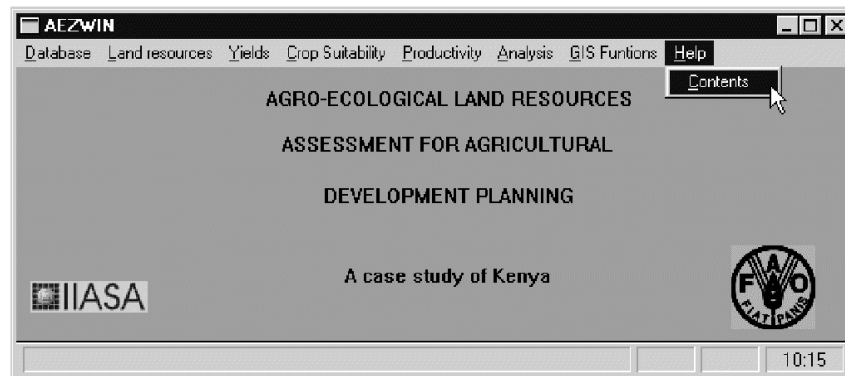 AEZWIN
Database Land resources Yields Crop Suitability Productivity Analysis GIS Funtions Help
Contents
AGRO-ECOLOGICAL LAND RESOURCES
ASSESSMENT FOR AGRICULTURAL
DEVELOPMENT PLANNING
A case study of Kenya
IIASA
F A O
FIAT PANIS
10:15